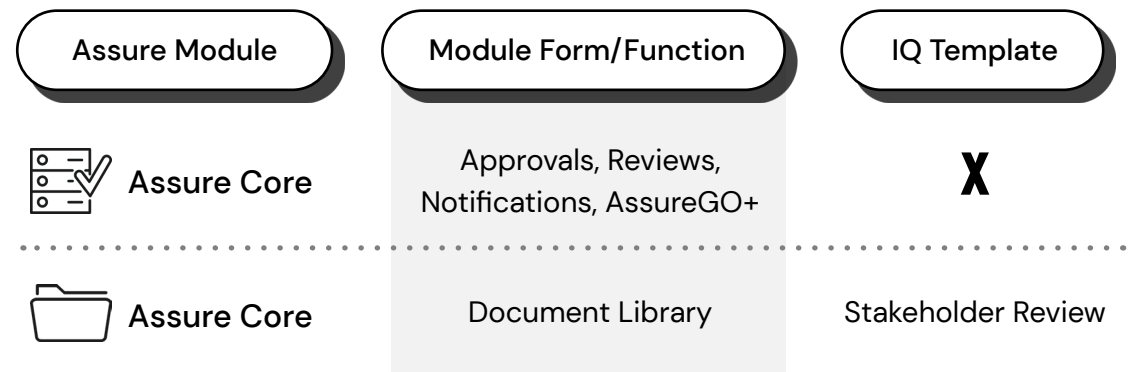 Assure Module
Module Form/Function
IQ Template
Assure Core
Approvals, Reviews,
Notifications, AssureGO+
X
Assure Core
Document Library
Stakeholder Review